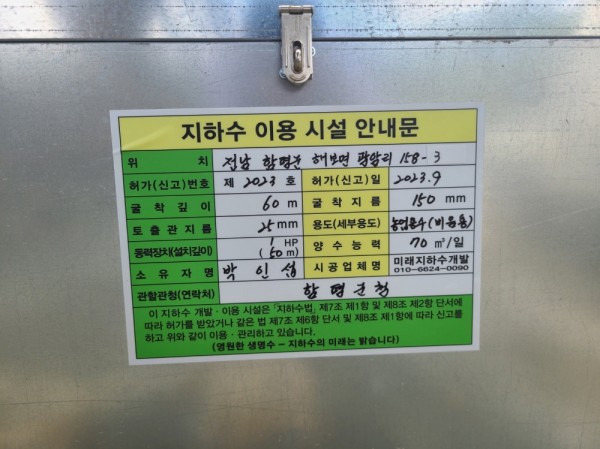 지하수 이용 시설 안내문
위 치 전남 함평군 해보면 광암리 158-3
허가(신고)번호 제 2023 호 허가(신고)일 2023.9
굴착깊이 60 m 굴착지름 150 mm
토출관지름 25 mm 용도(세부용도) 농업용수(비음용)
동력장치(설치깊이) 1 HP (60m) 양수능력 70 ㎥/일
소유자명 박인섭 시공업체명 미래지하수개발 010-6624-0090
관할관청(연락처) 함평군청
이 지하수 개발·이용 시설은 「지하수법」 제7조 제1항 및 제8조 제2항 단서에
따라 허가를 받았거나 같은 법 제7조 제6항 단서 및 제8조 제1항에 따라 신고를
하고 위와 같이 이용·관리하고 있습니다.
(영원한 생명수 - 지하수의 미래는 밝습니다)